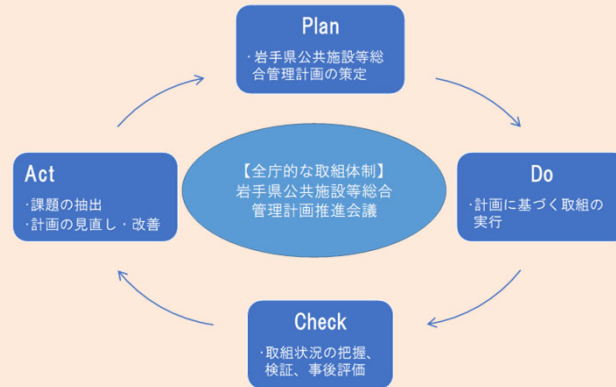 Plan
・岩手県公共施設等総
合管理計画の策定
Act
・課題の抽出
・計画の見直し・改善
【全庁的な取組体制】
岩手県公共施設等総合
管理計画推進会議
Do
・計画に基づく取組の
実行
Check
・取組状況の把握、
検証、事後評価